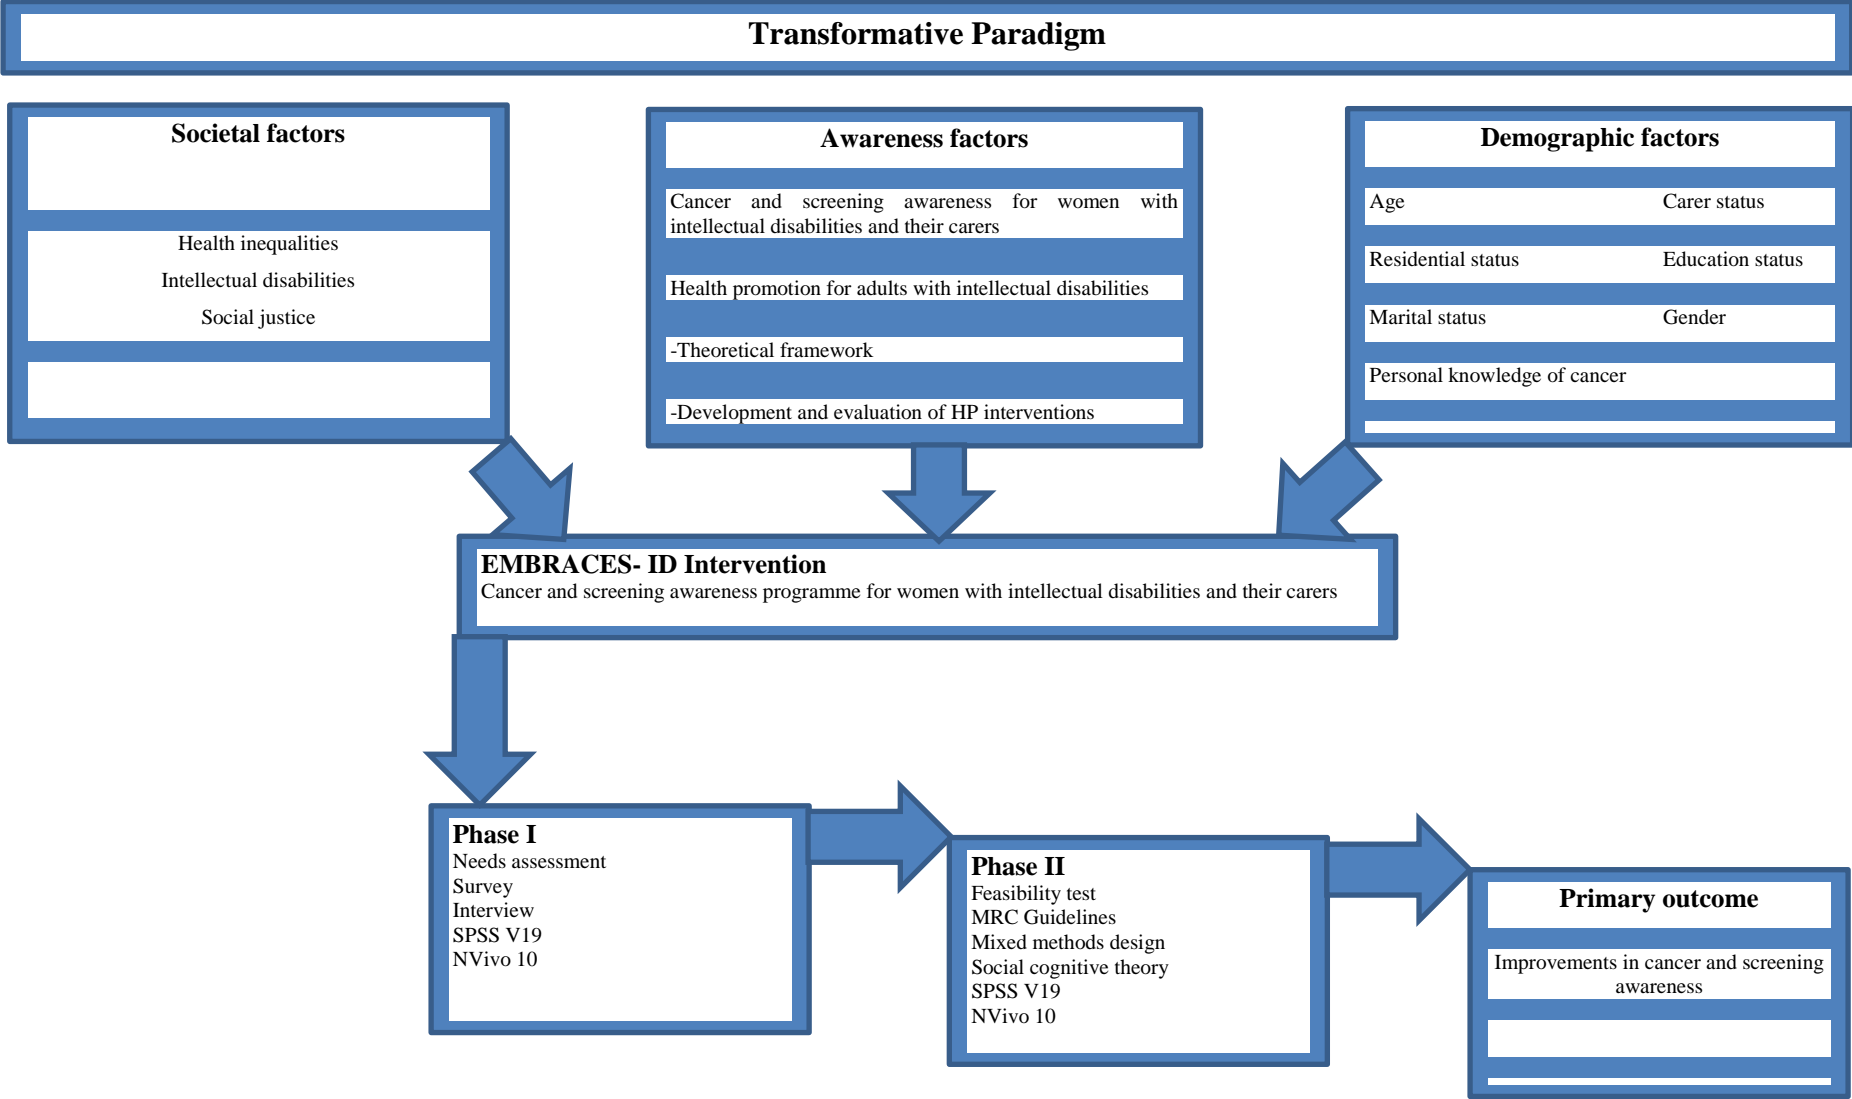 Transformative Paradigm
Societal factors
Health inequalities
Intellectual disabilities
Social justice
Awareness factors
Cancer and screening awareness for women with
intellectual disabilities and their carers
Health promotion for adults with intellectual disabilities
-Theoretical framework
-Development and evaluation of HP interventions
Demographic factors
Age Carer status
Residential status Education status
Marital status Gender
Personal knowledge of cancer
EMBRACES- ID Intervention
Cancer and screening awareness programme for women with intellectual disabilities and their carers
Phase I
Needs assessment
Survey
Interview
SPSS V19
NVivo 10
Phase II
Feasibility test
MRC Guidelines
Mixed methods design
Social cognitive theory
SPSS V19
NVivo 10
Primary outcome
Improvements in cancer and screening
awareness